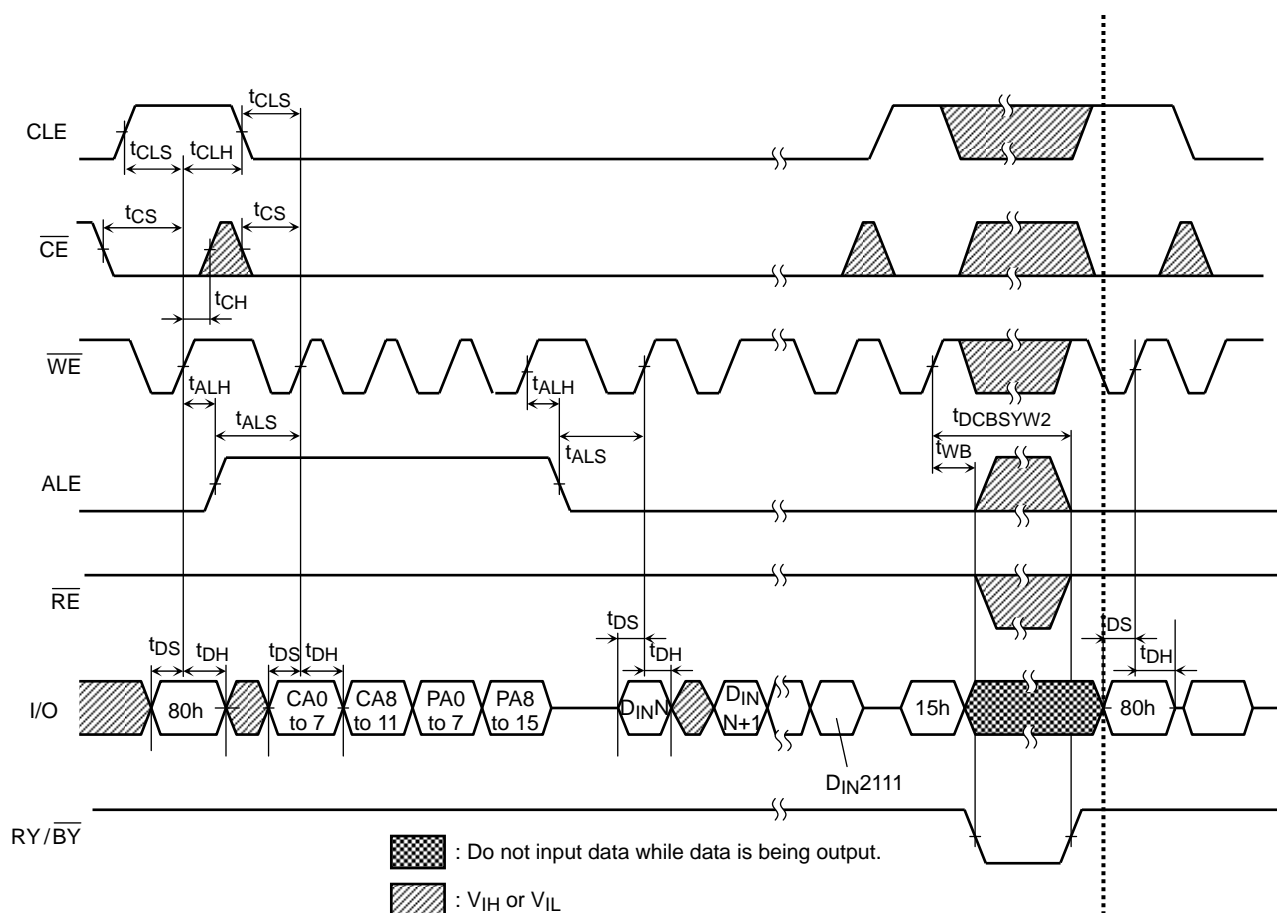 tCLS
CLE
tCLS tCLH
tCS tCS
CE
tCH
WE
tALH tALH
tDCBSYW2
tALS tALS tWB
ALE
RE
tDS tDH tDS tDH tDS tDH tDS tDH
I/O
80h
CA0
to 7
CA8
to 11
PA0
to 7
PA8
to 15
DINN
DIN
N+1
15h
80h
DIN2111
RY/BY
: Do not input data while data is being output.
: VIH or VIL